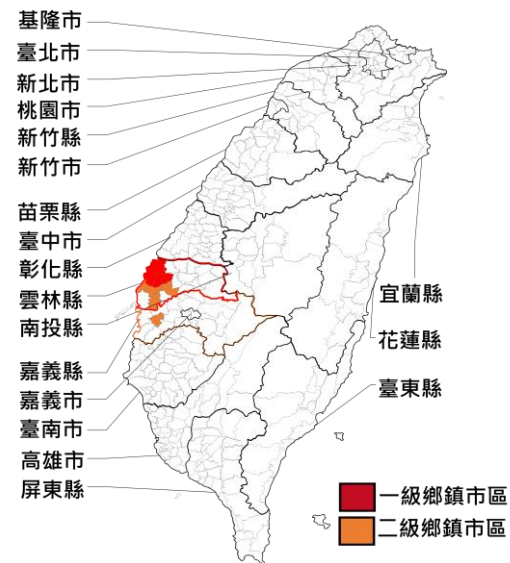 基隆市
臺北市
新北市
桃園市
新竹縣
新竹市
苗栗縣
臺中市
彰化縣
雲林縣
南投縣
嘉義縣
嘉義市
臺南市
高雄市
屏東縣
宜蘭縣
花蓮縣
臺東縣
一級鄉鎮市區
二級鄉鎮市區